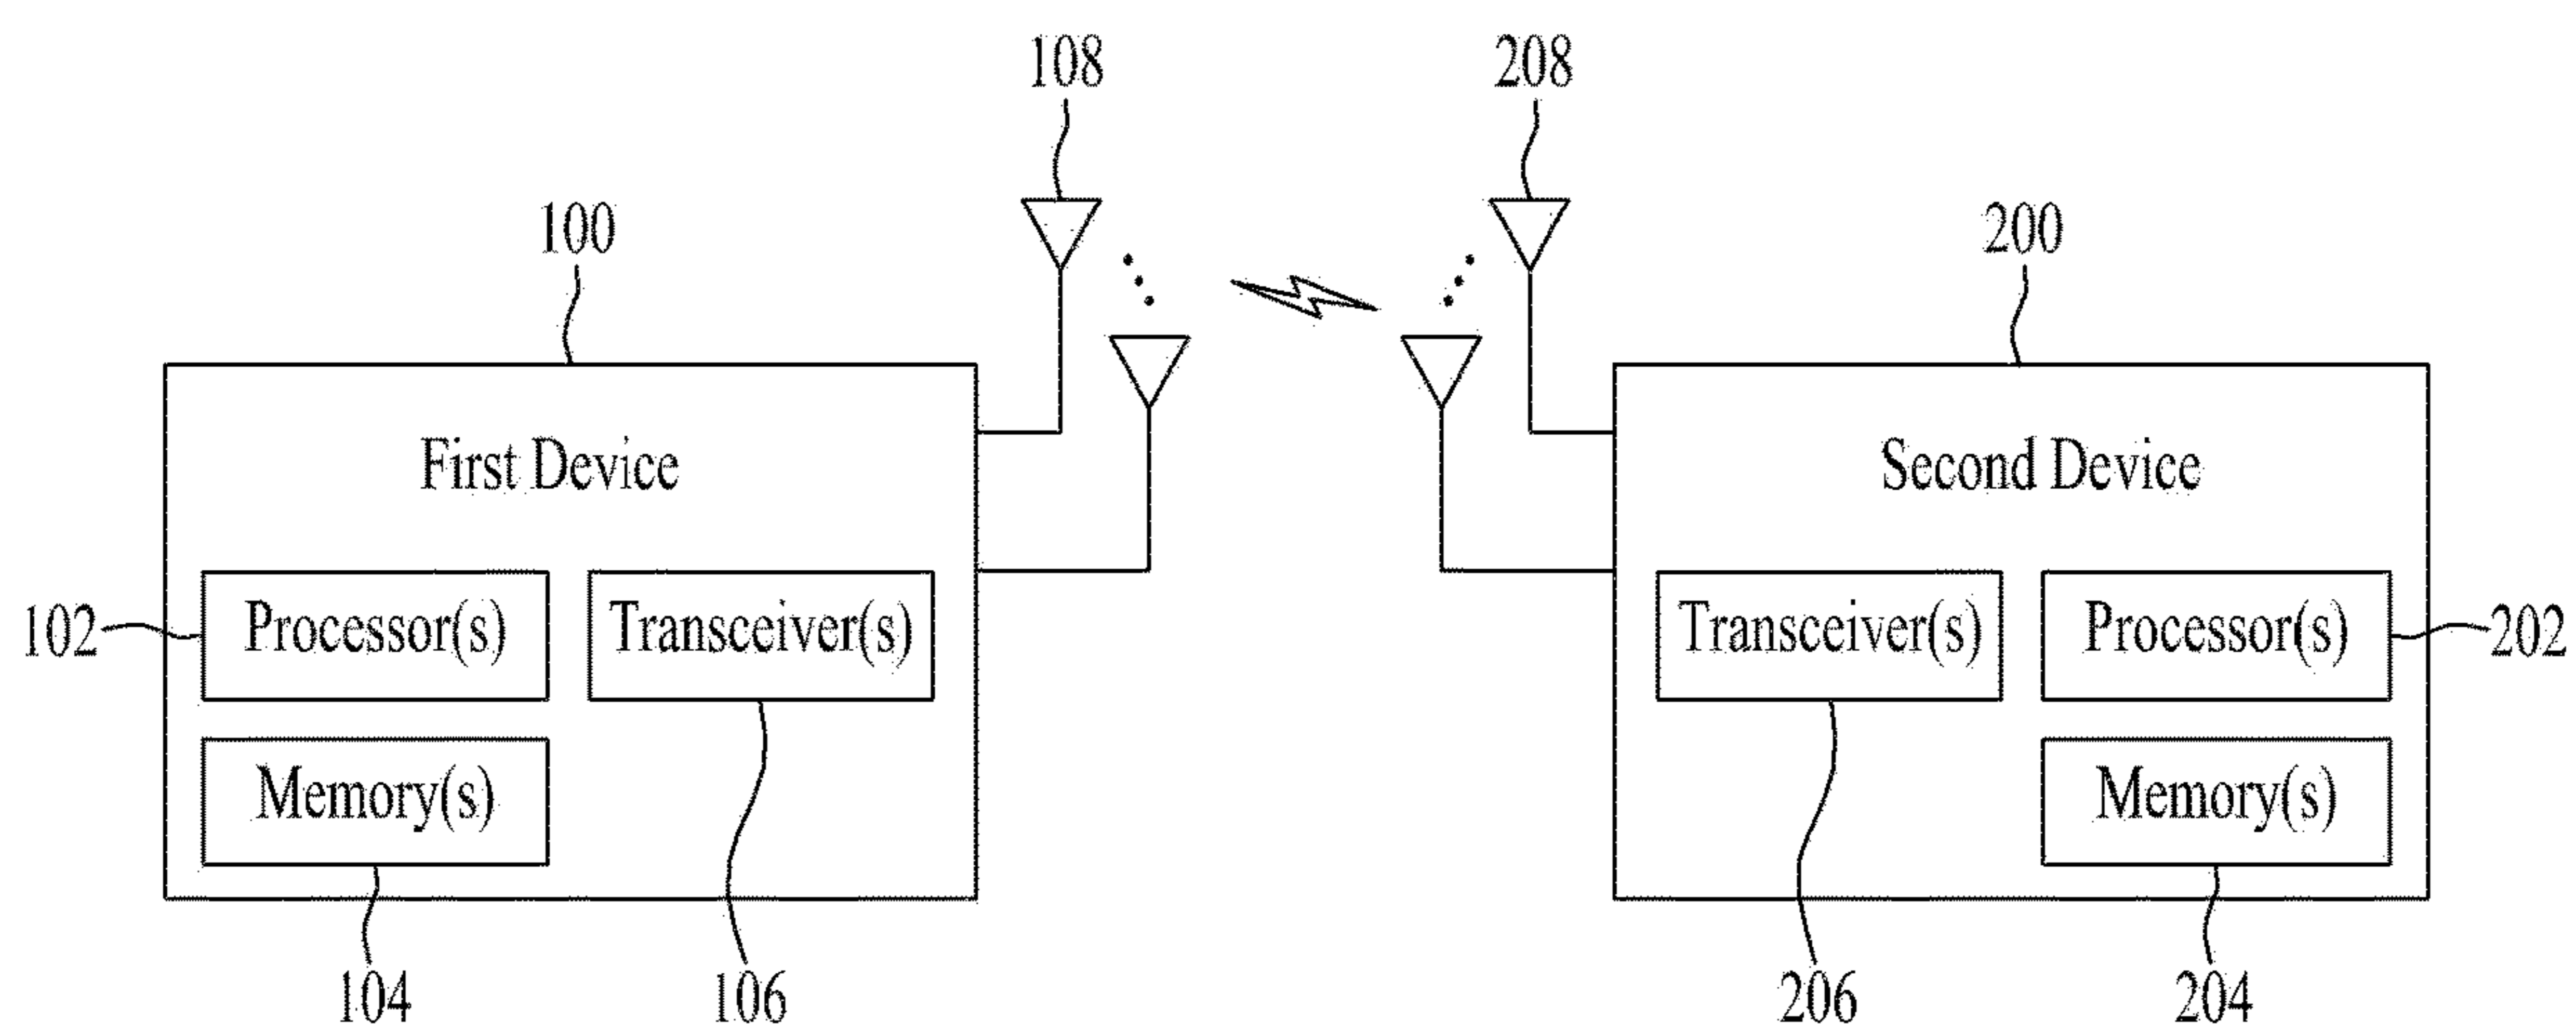 108 208
100 200
First Device Second Device
102 Processor(s) Transceiver(s) Transceiver(s) Processor(s) 202
Memory(s) Memory(s)
104 106 206 204